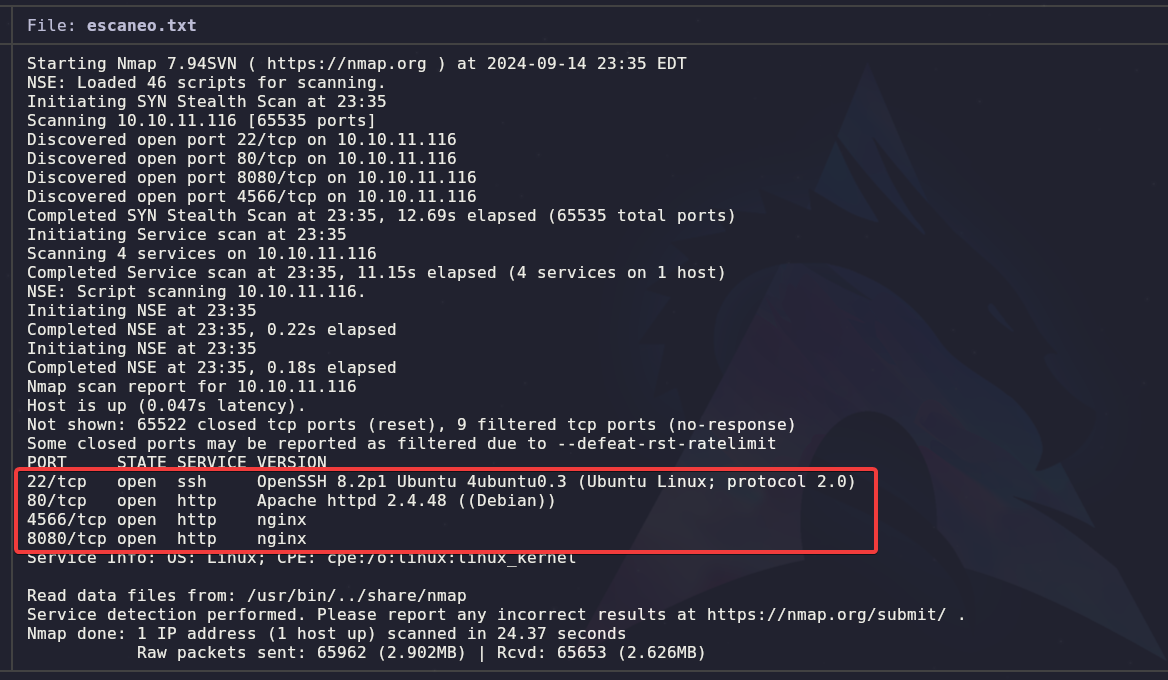 File: escaneo.txt
Starting Nmap 7.94SVN ( https://nmap.org ) at 2024-09-14 23:35 EDT
NSE: Loaded 46 scripts for scanning.
Initiating SYN Stealth Scan at 23:35
Scanning 10.10.11.116 [65535 ports]
Discovered open port 22/tcp on 10.10.11.116
Discovered open port 80/tcp on 10.10.11.116
Discovered open port 8080/tcp on 10.10.11.116
Discovered open port 4566/tcp on 10.10.11.116
Completed SYN Stealth Scan at 23:35, 12.69s elapsed (65535 total ports)
Initiating Service scan at 23:35
Scanning 4 services on 10.10.11.116
Completed Service scan at 23:35, 11.15s elapsed (4 services on 1 host)
NSE: Script scanning 10.10.11.116.
Initiating NSE at 23:35
Completed NSE at 23:35, 0.22s elapsed
Initiating NSE at 23:35
Completed NSE at 23:35, 0.18s elapsed
Nmap scan report for 10.10.11.116
Host is up (0.047s latency).
Not shown: 65522 closed tcp ports (reset), 9 filtered tcp ports (no-response)
Some closed ports may be reported as filtered due to --defeat-rst-ratelimit
PORT     STATE SERVICE VERSION
22/tcp   open  ssh     OpenSSH 8.2p1 Ubuntu 4ubuntu0.3 (Ubuntu Linux; protocol 2.0)
80/tcp   open  http    Apache httpd 2.4.48 ((Debian))
4566/tcp open  http    nginx
8080/tcp open  http    nginx
Service Info: OS: Linux; CPE: cpe:/o:linux:linux_kernel
Read data files from: /usr/bin/../share/nmap
Service detection performed. Please report any incorrect results at https://nmap.org/submit/ .
Nmap done: 1 IP address (1 host up) scanned in 24.37 seconds
Raw packets sent: 65962 (2.902MB) | Rcvd: 65653 (2.626MB)